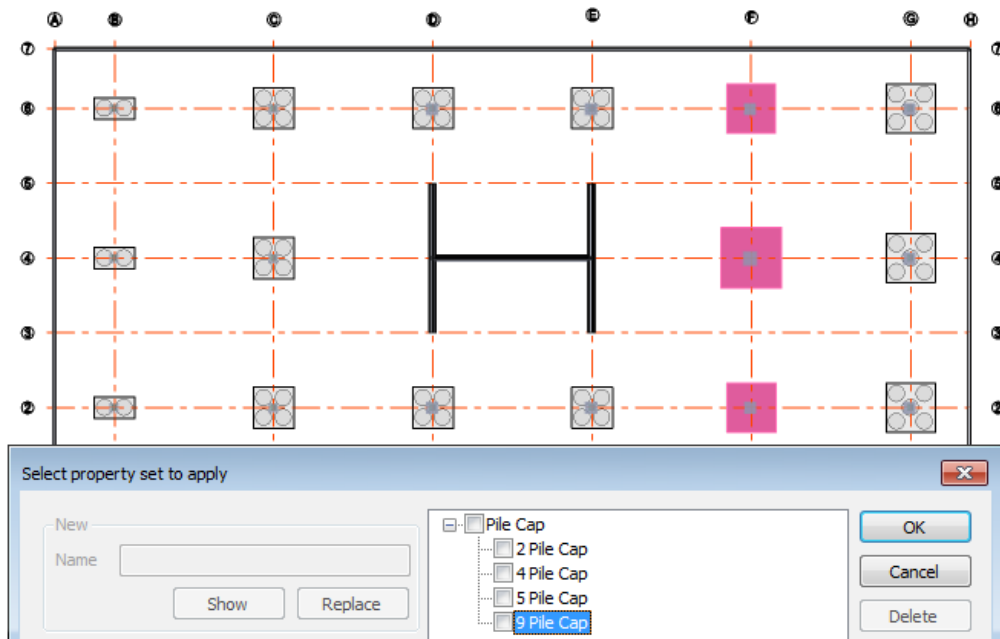 A B C D E F G H
7 7
6 6
5 5
4 4
3 3
2 2
Select property set to apply
New
Name
Show Replace
Pile Cap
2 Pile Cap
4 Pile Cap
5 Pile Cap
9 Pile Cap
OK
Cancel
Delete